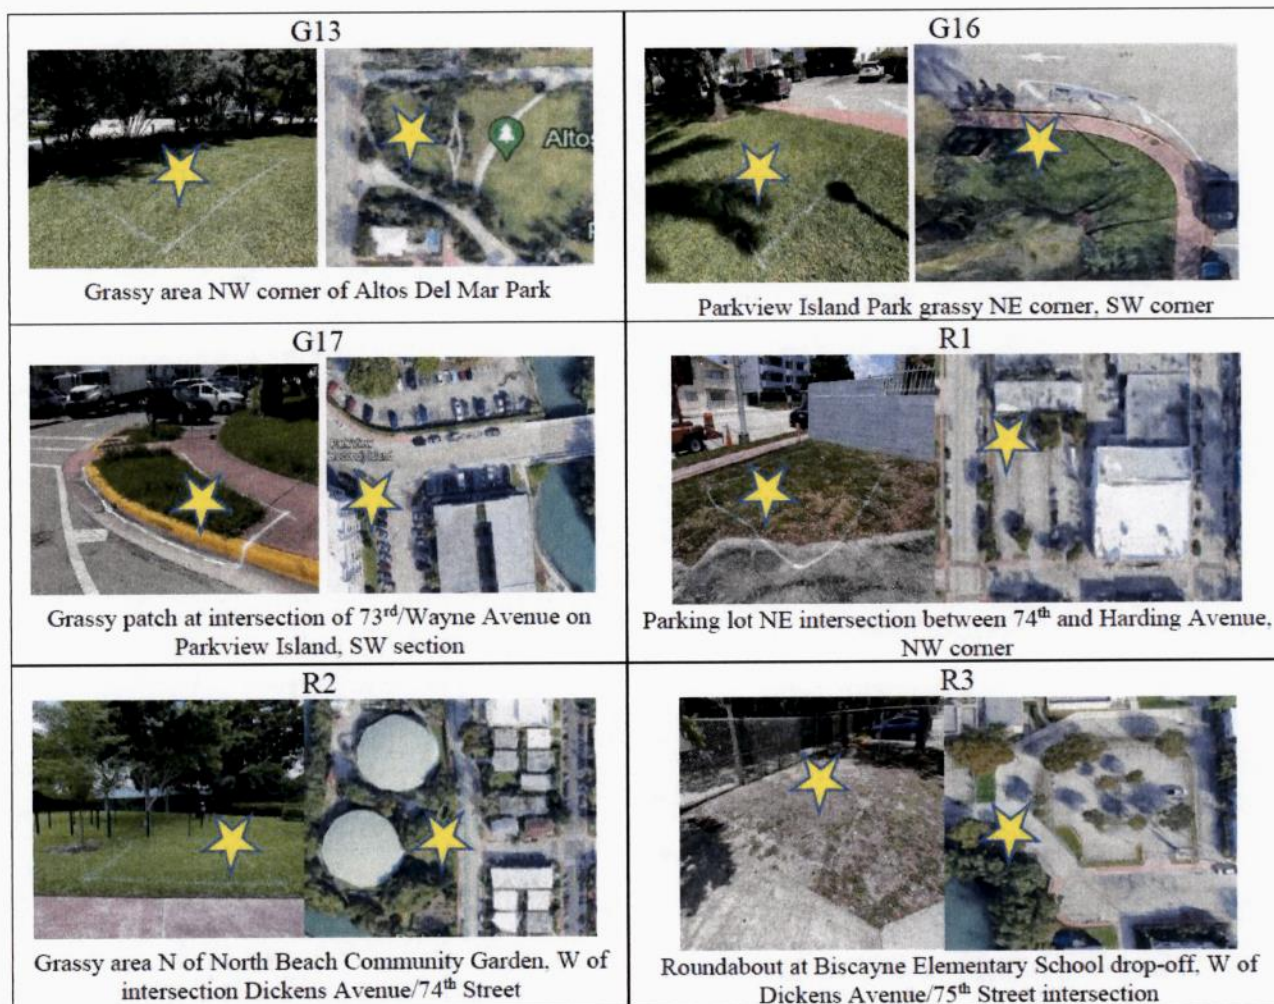 G13
Altos
Grassy area NW corner of Altos Del Mar Park
G16
Parkview Island Park grassy NE corner, SW corner
G17
Grassy patch at intersection of 73rd/Wayne Avenue on
Parkview Island, SW section
R1
Parking lot NE intersection between 74th and Harding Avenue,
NW corner
R2
Grassy area N of North Beach Community Garden, W of
intersection Dickens Avenue/74th Street
R3
Roundabout at Biscayne Elementary School drop-off, W of
Dickens Avenue/75th Street intersection